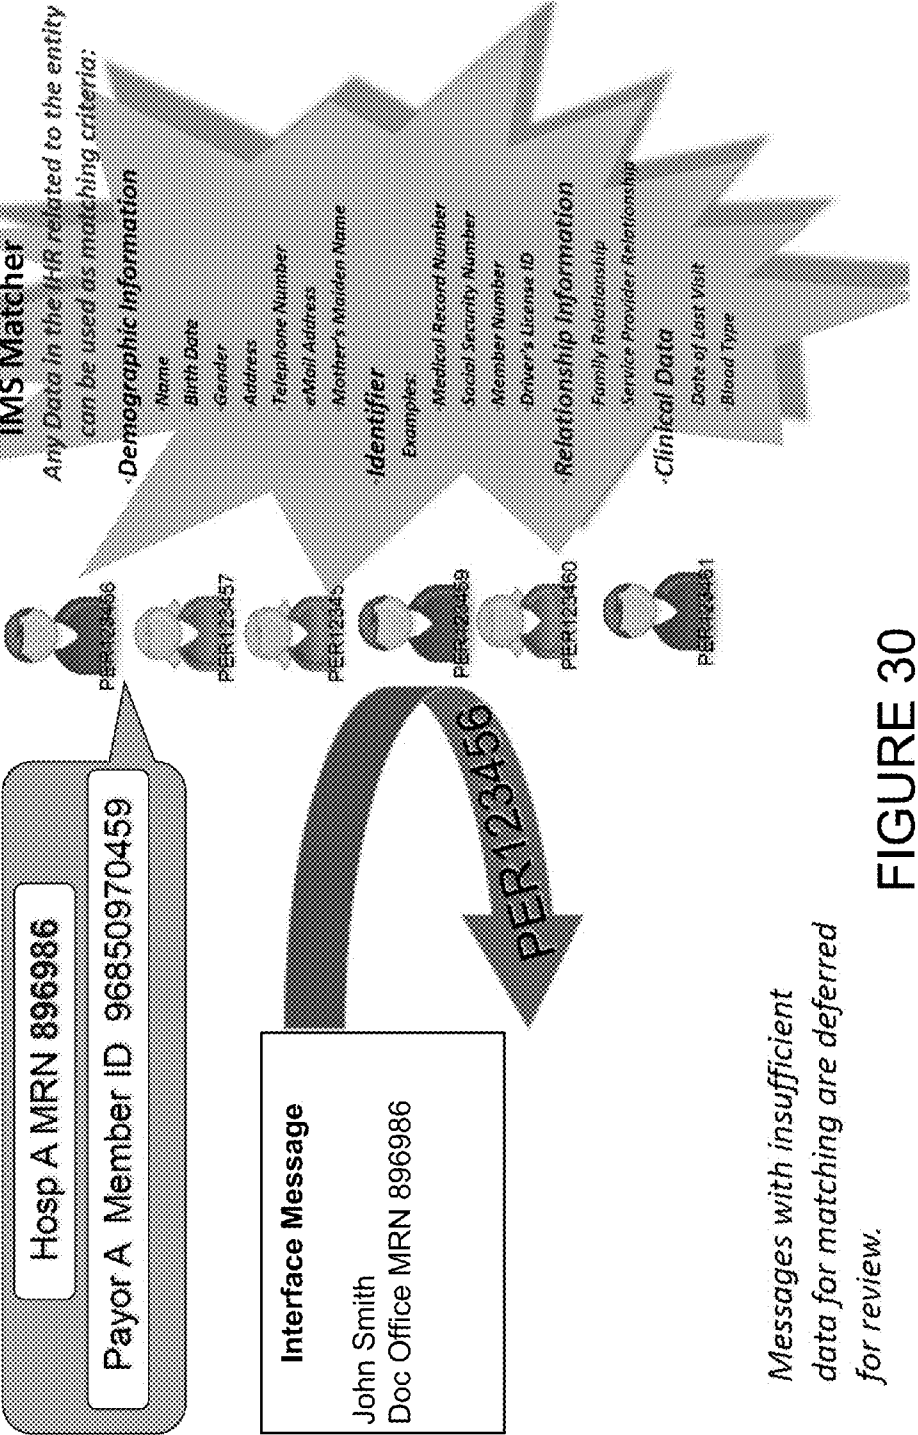 Hosp A MRN 896986
Payor A Member ID 96850970459
Interface Message
John Smith
Doc Office MRN 896986
PER123456
PER123456
PER123457
PER12345
PER123459
PER123460
PER123461
IMS Matcher
Any Data in the IHR related to the entity
can be used as matching criteria:
·Demographic Information
·Name
·Birth Date
·Gender
·Address
·Telephone Number
·eMail Address
·Mother's Maiden Name
·Identifier
Examples:
·Medical Record Number
·Social Security Number
·Member Number
·Driver's License ID
·Relationship Information
·Family Relationship
·Service Provider Relationship
·Clinical Data
·Date of Last Visit
·Blood Type
Messages with insufficient
data for matching are deferred
for review.
FIGURE 30